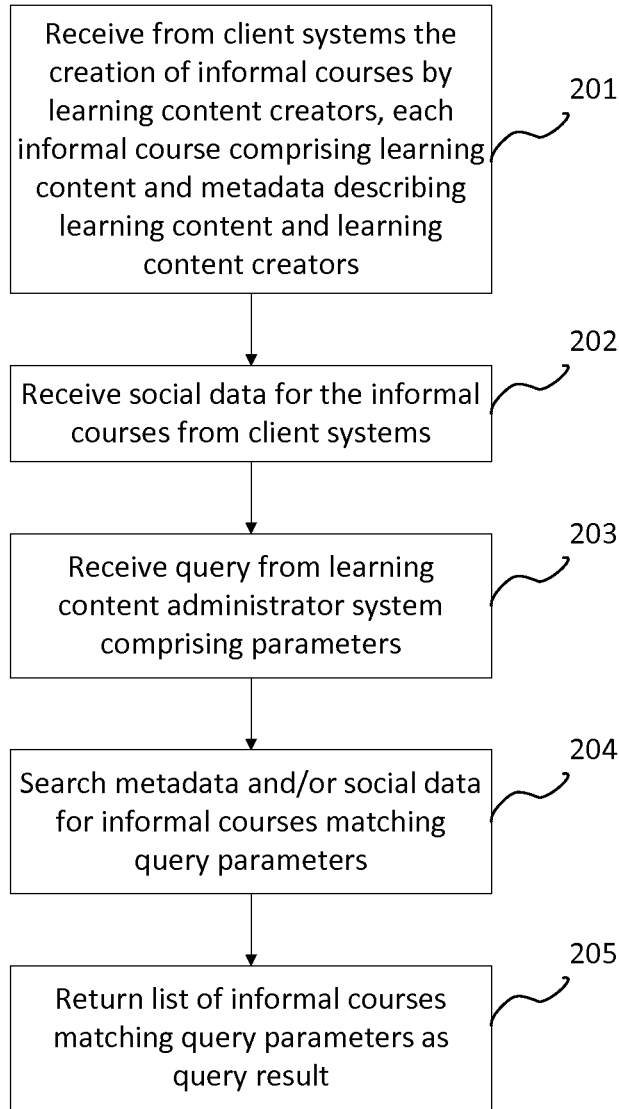 Receive from client systems the
creation of informal courses by
learning content creators, each
informal course comprising learning
content and metadata describing
learning content and learning
content creators
201
202
Receive social data for the informal
courses from client systems
203
Receive query from learning
content administrator system
comprising parameters
204
Search metadata and/or social data
for informal courses matching
query parameters
205
Return list of informal courses
matching query parameters as
query result